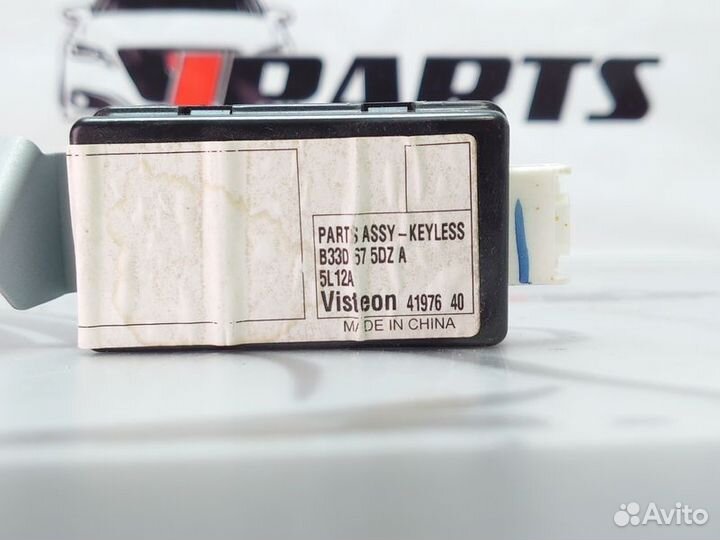 PARTS
PARTS ASSY-KEYLESS
B33D 67 5DZ A
5L12A
Visteon 41976 40
MADE IN CHINA
Avito